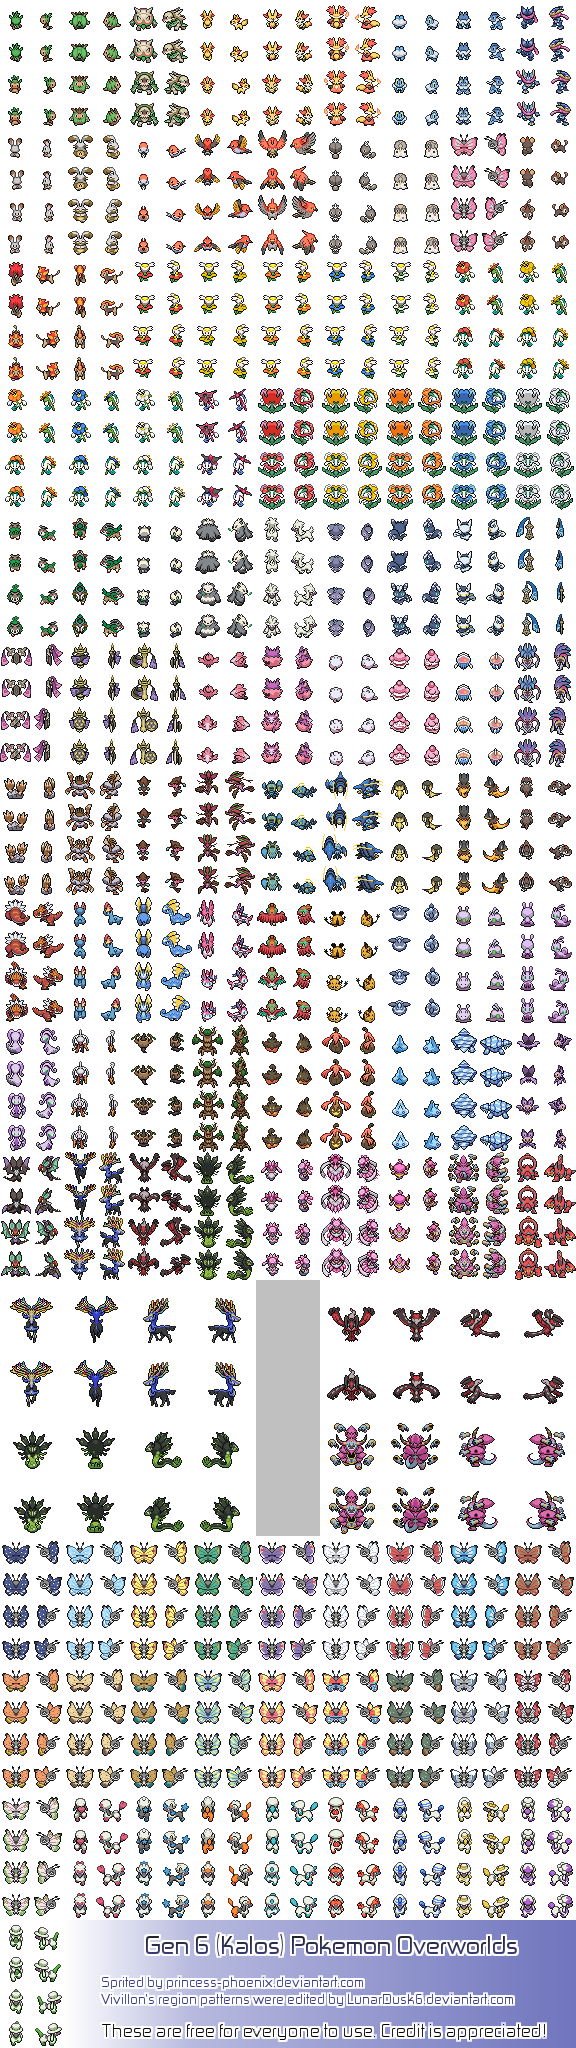 Gen 6 (Kalos) Pokemon Overworlds
Sprited by princess-phoenix.deviantart.com
Vivillon's region patterns were edited by LunarDusk6.deviantart.com
These are free for everyone to use. Credit is appreciated!